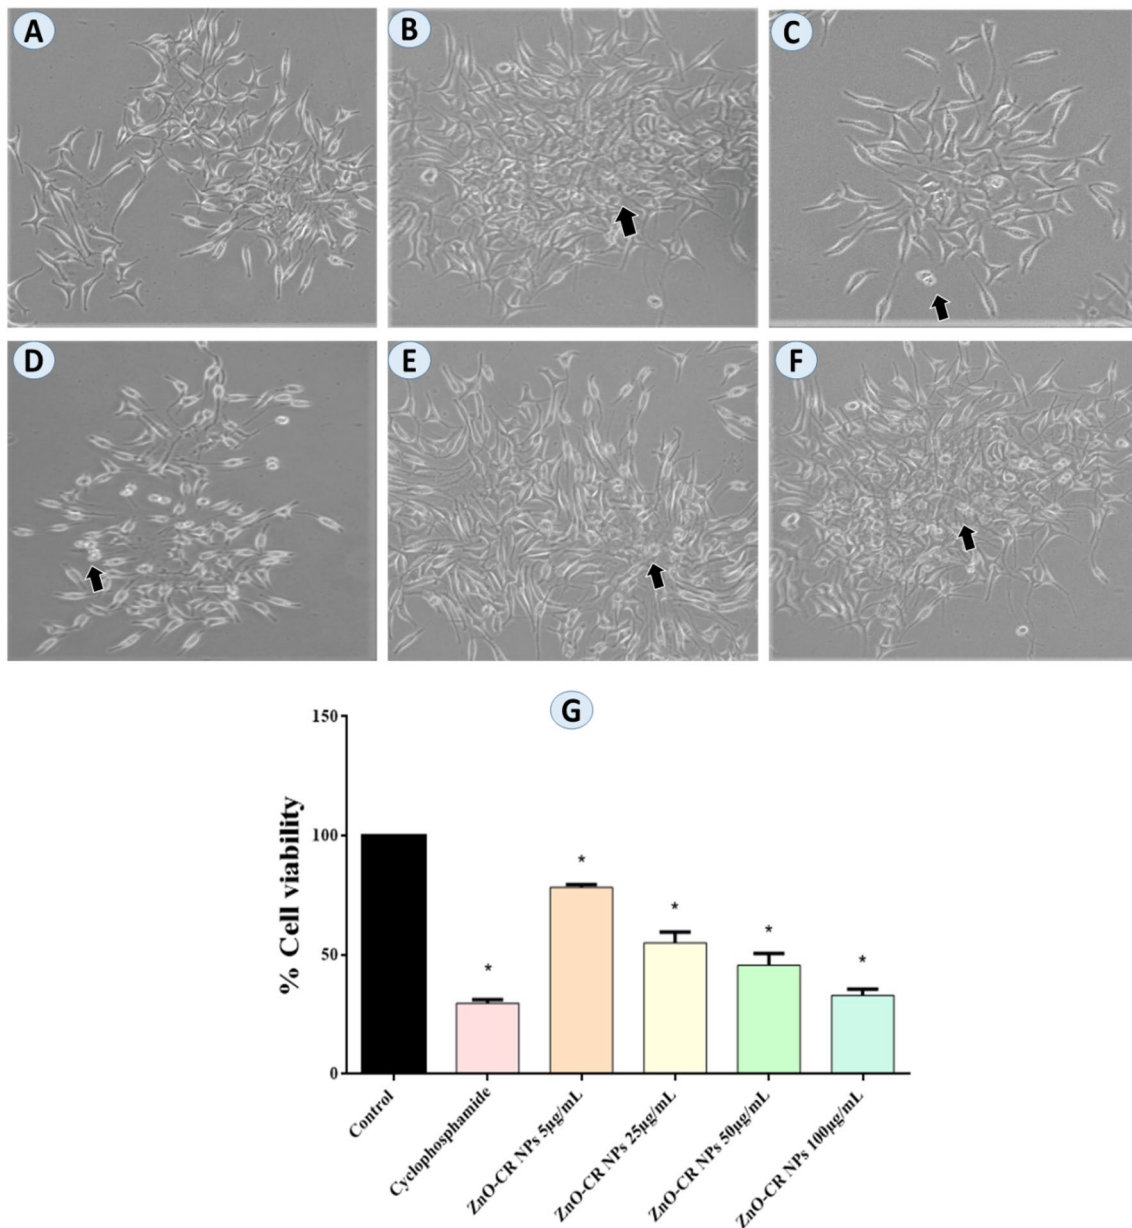 A
B
C
D
E
F
G
150
100
50
0
% Cell viability
*
*
*
*
*
Control
Cyclophosphamide
ZnO-CR NPs 5µg/mL
ZnO-CR NPs 25µg/mL
ZnO-CR NPs 50µg/mL
ZnO-CR NPs 100µg/mL